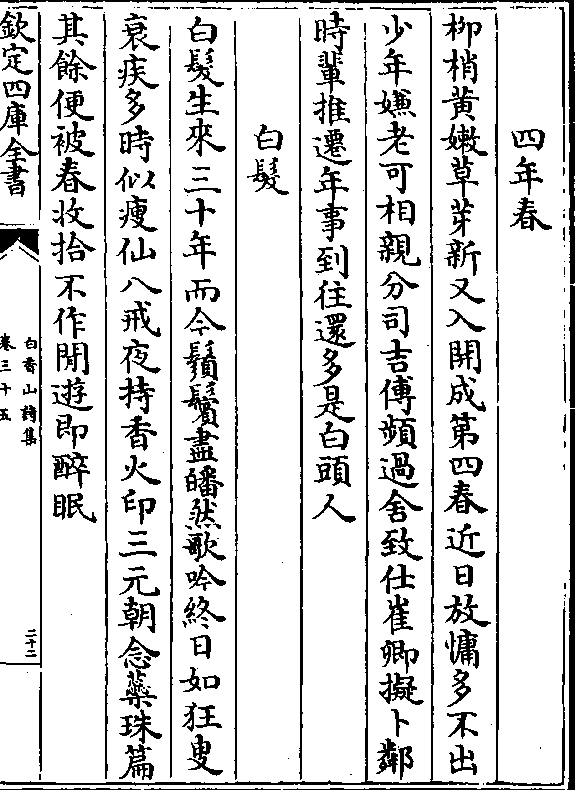 四年春
柳梢黄嫩草芽新又入開成第四春近日放慵多不出
少年嫌老可相親分司吉傅頻過舍致仕崔卿擬卜鄰
時輩推遷年事到往還多是白頭人
白髮
白髮生來三十年而今鬚鬢盡皤然歌吟終日如狂叟
衰疾多時似瘦仙八戒夜持香火印三元朝念蘂珠篇
其餘便被春收拾不作閒遊即醉眠
欽定四庫全書
白香山詩集
卷三十五
二十二